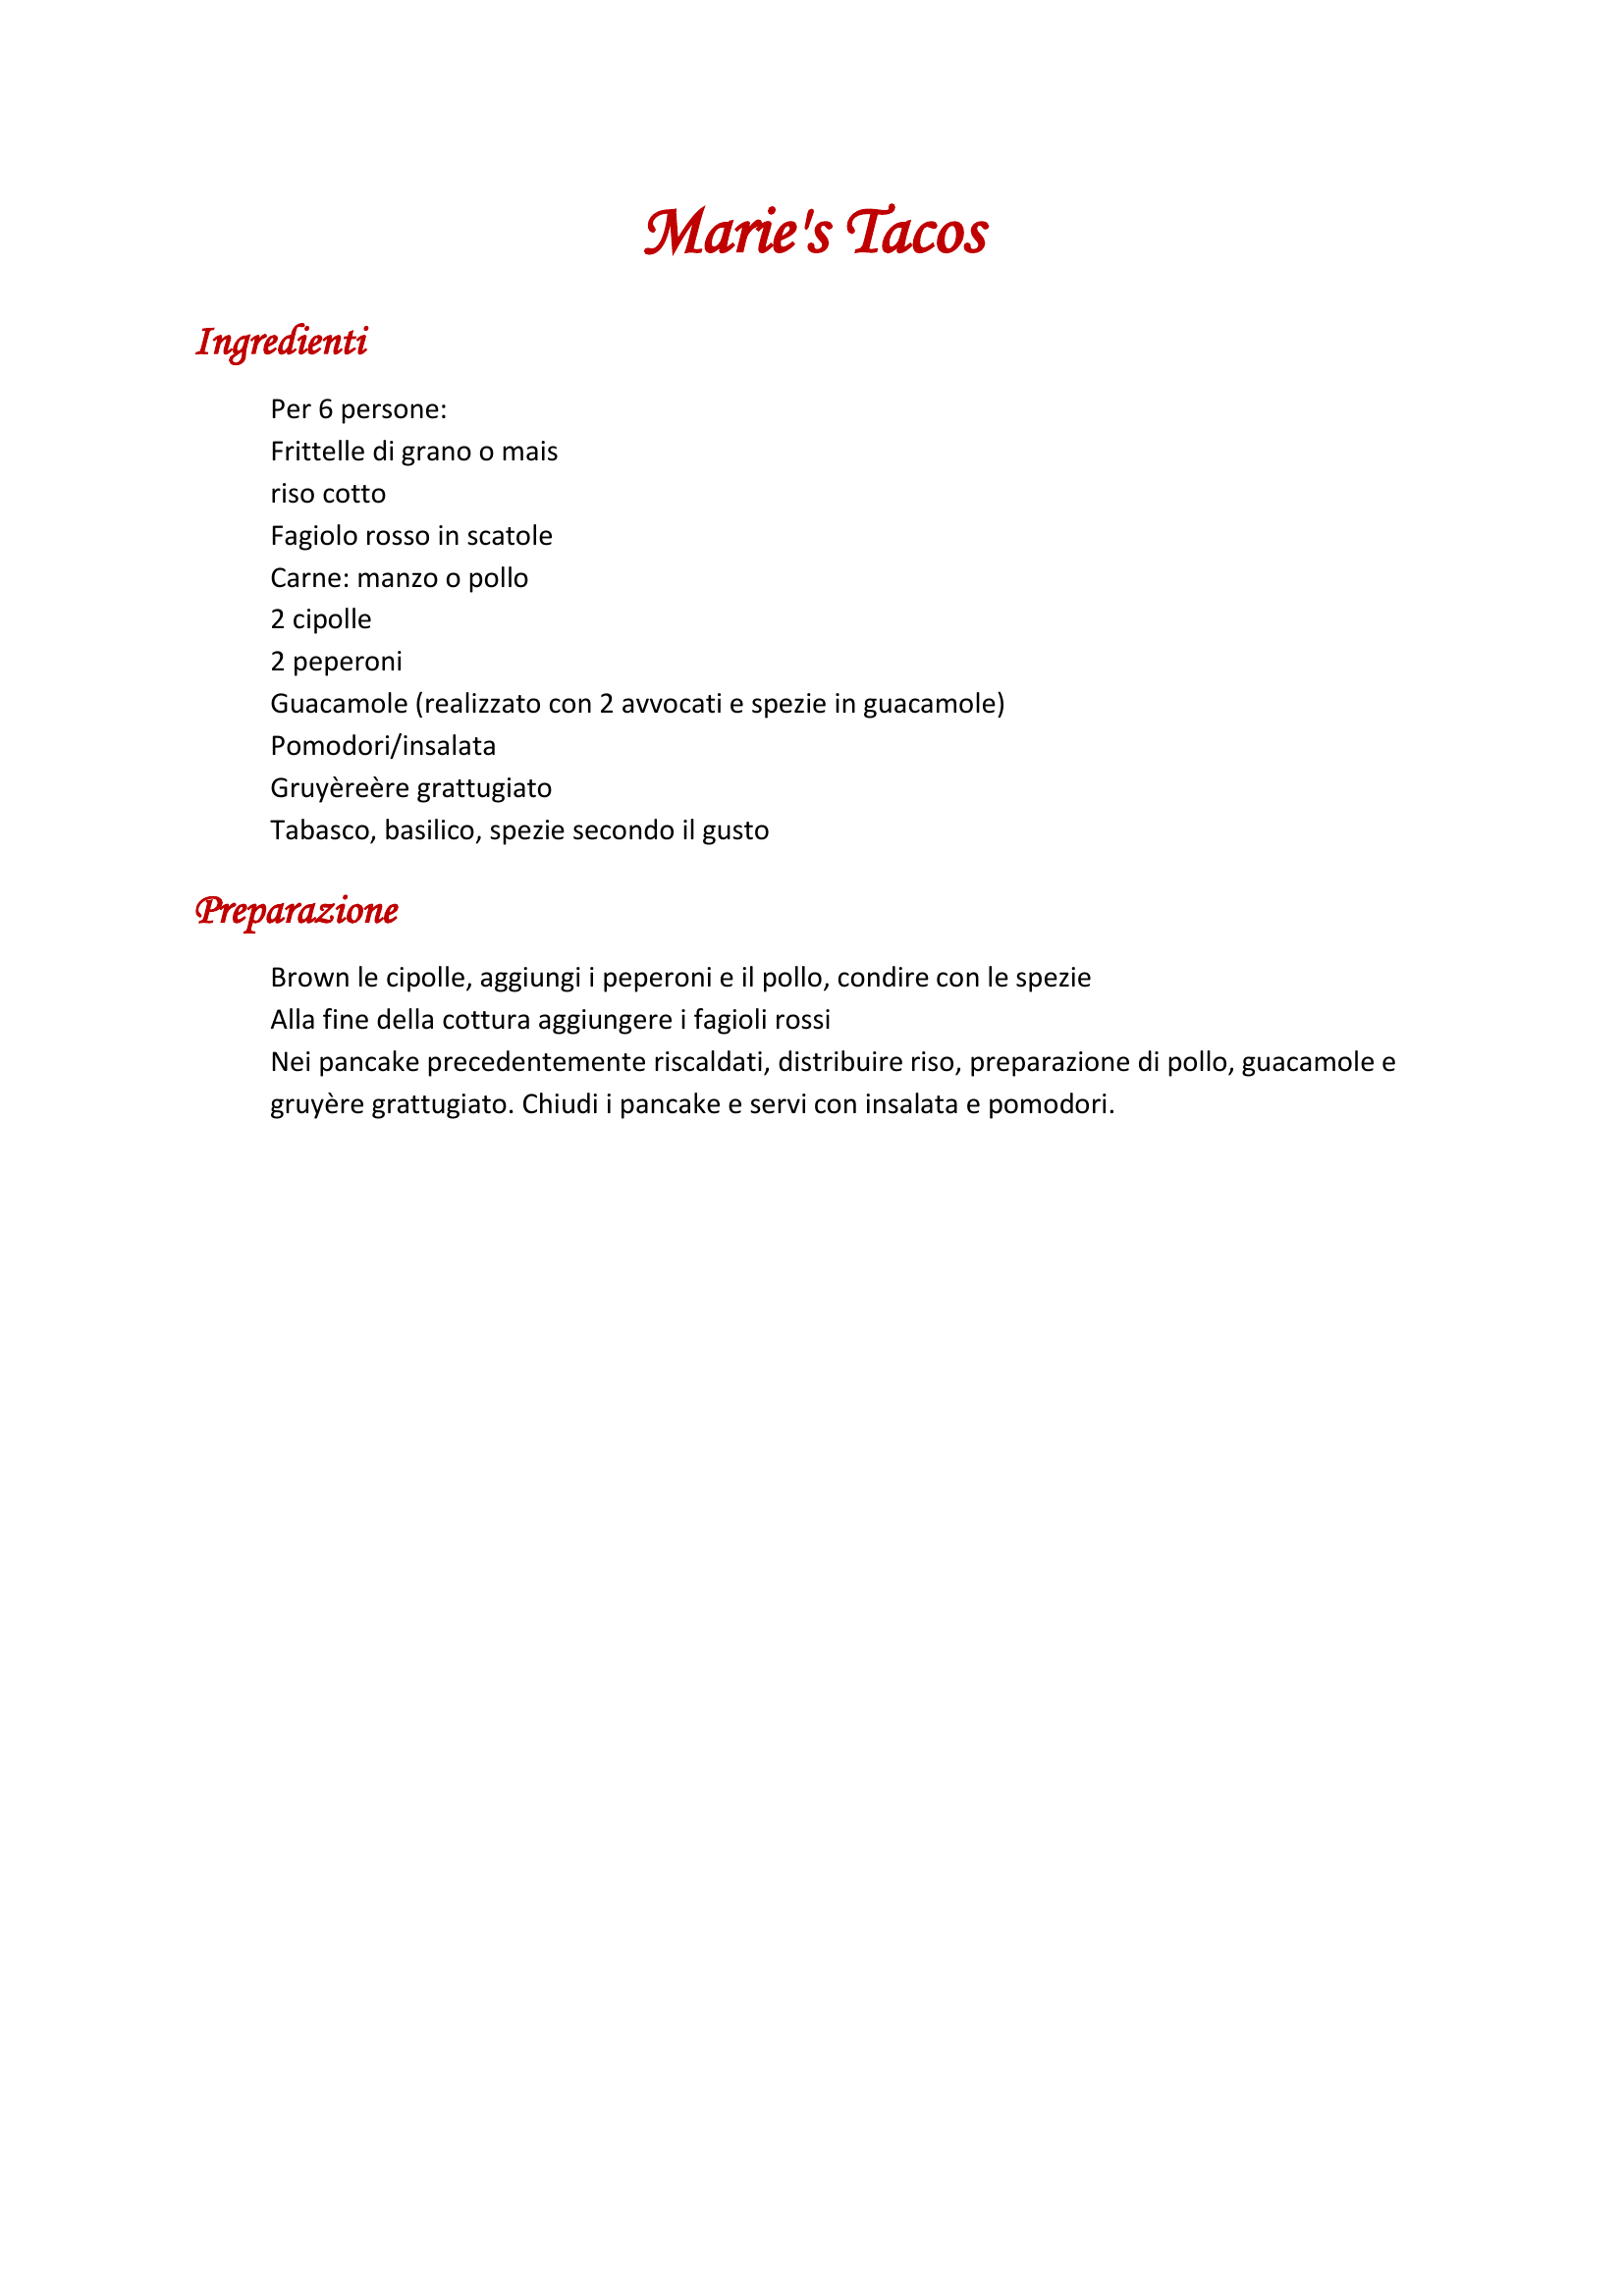 Marie's Tacos
Ingredienti
Per 6 persone:
Frittelle di grano o mais
riso cotto
Fagiolo rosso in scatole
Carne: manzo o pollo
2 cipolle
2 peperoni
Guacamole (realizzato con 2 avvocati e spezie in guacamole)
Pomodori/insalata
Gruyèreère grattugiato
Tabasco, basilico, spezie secondo il gusto
Preparazione
Brown le cipolle, aggiungi i peperoni e il pollo, condire con le spezie
Alla fine della cottura aggiungere i fagioli rossi
Nei pancake precedentemente riscaldati, distribuire riso, preparazione di pollo, guacamole e
gruyère grattugiato. Chiudi i pancake e servi con insalata e pomodori.